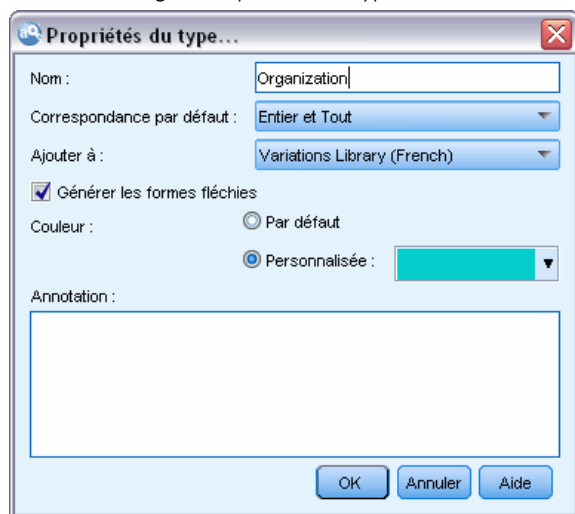 Propriétés du type...
Nom :
Organization
Correspondance par défaut :
Entier et Tout
Ajouter à :
Variations Library (French)
Générer les formes fléchies
Couleur :
Par défaut
Personnalisée :
Annotation :
OK
Annuler
Aide